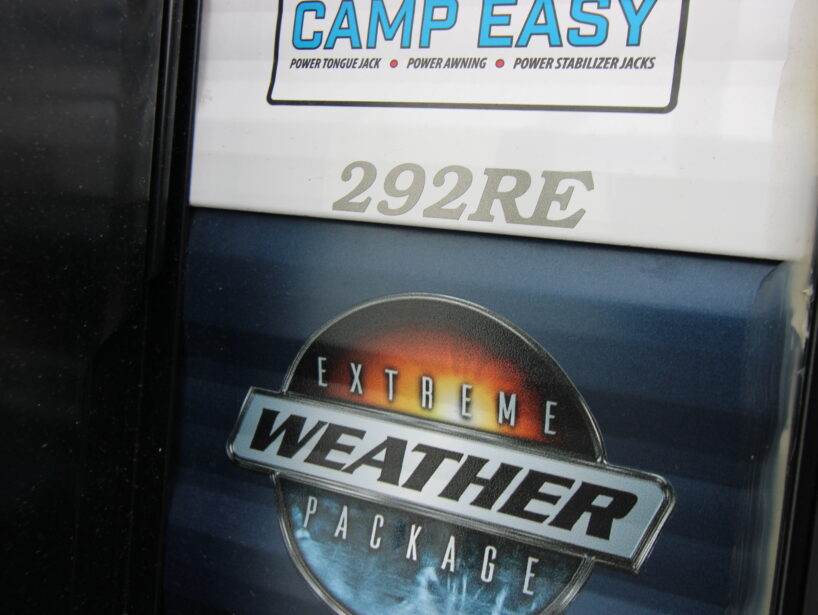 CAMP EASY
POWER TONGUE JACK • POWER AWNING • POWER STABILIZER JACKS
292RE
EXTREME
WEATHER
PACKAGE